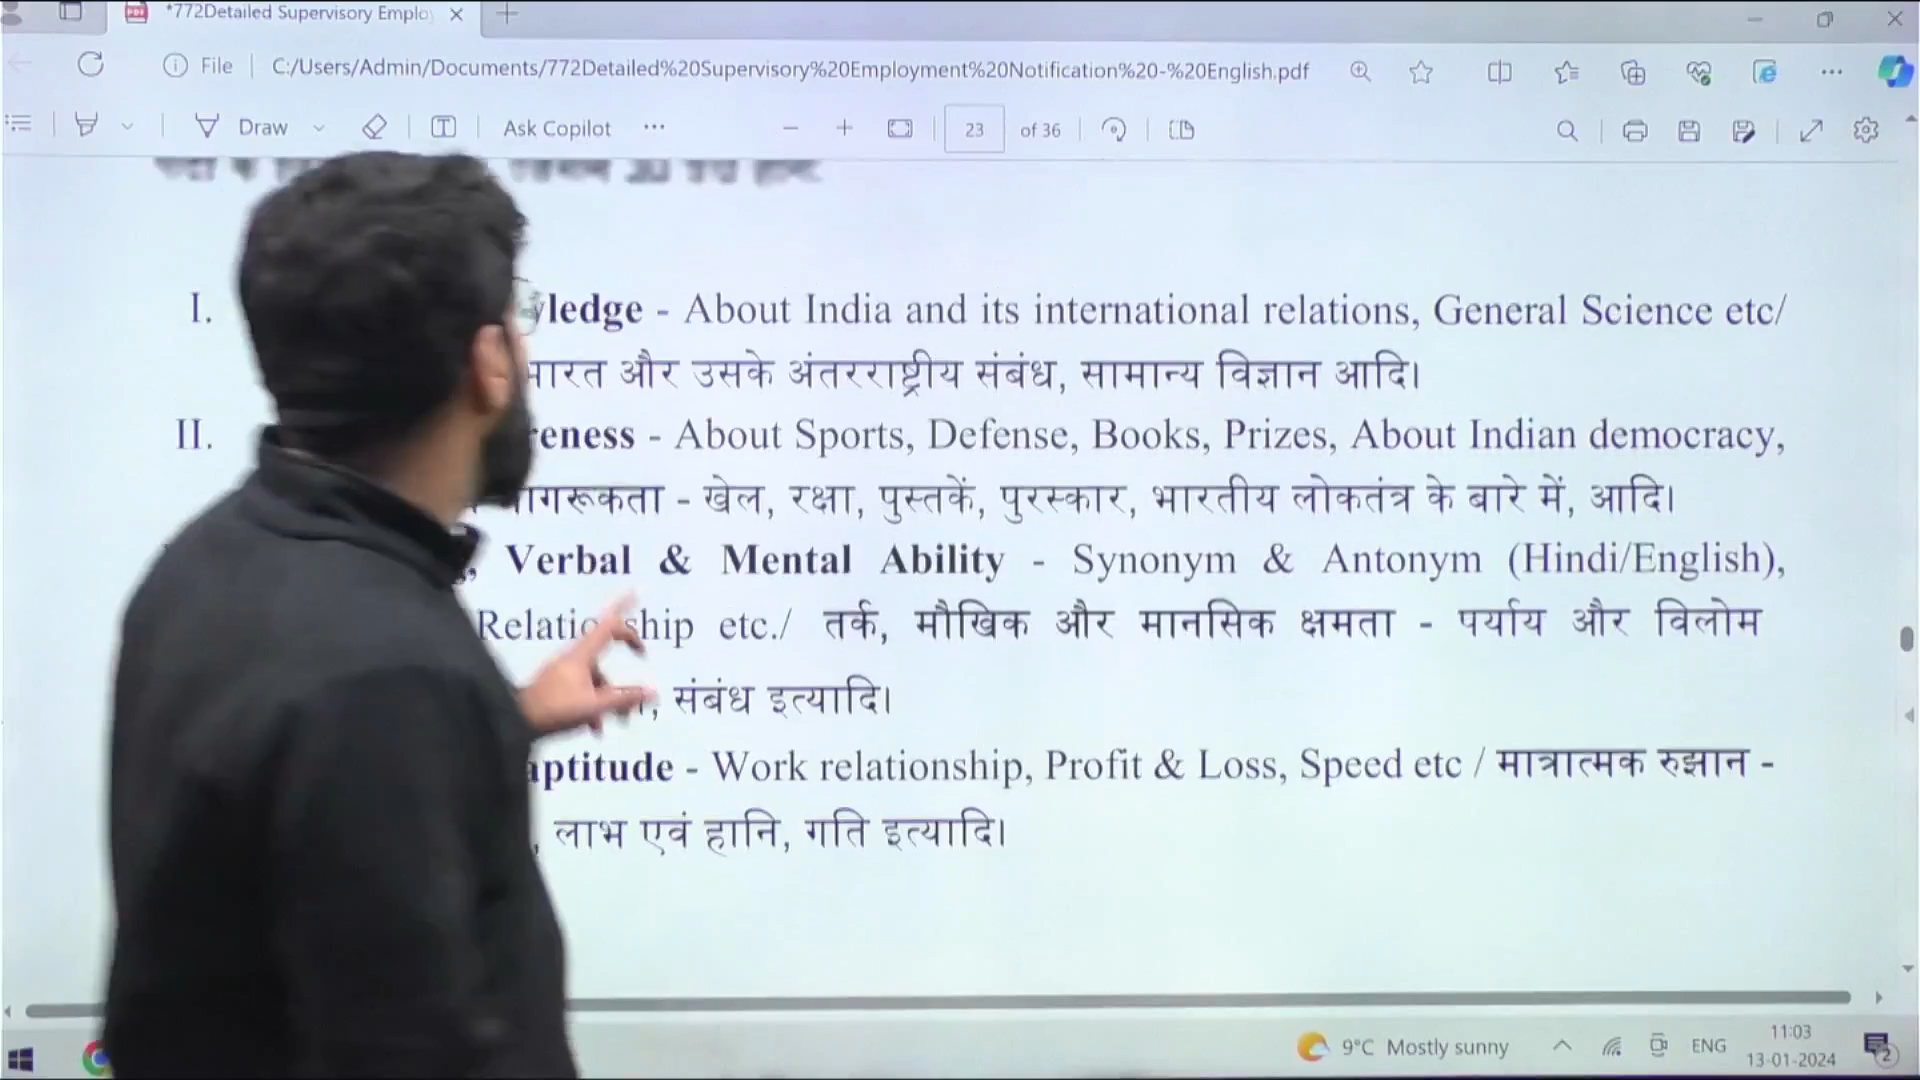 *772Detailed Supervisory Emplo
File
C:/Users/Admin/Documents/772Detailed%20Supervisory%20Employment%20Notification%20-%20English.pdf
Draw
Ask Copilot
23
of 36
I.
ledge - About India and its international relations, General Science etc/
भारत और उसके अंतरराष्ट्रीय संबंध, सामान्य विज्ञान आदि।
II.
reness - About Sports, Defense, Books, Prizes, About Indian democracy,
जागरूकता - खेल, रक्षा, पुस्तकें, पुरस्कार, भारतीय लोकतंत्र के बारे में, आदि।
, Verbal & Mental Ability - Synonym & Antonym (Hindi/English),
Relationship etc./ तर्क, मौखिक और मानसिक क्षमता - पर्याय और विलोम
, संबंध इत्यादि।
aptitude - Work relationship, Profit & Loss, Speed etc / मात्रात्मक रुझान -
, लाभ एवं हानि, गति इत्यादि।
9°C Mostly sunny
ENG
11:03
13-01-2024
2